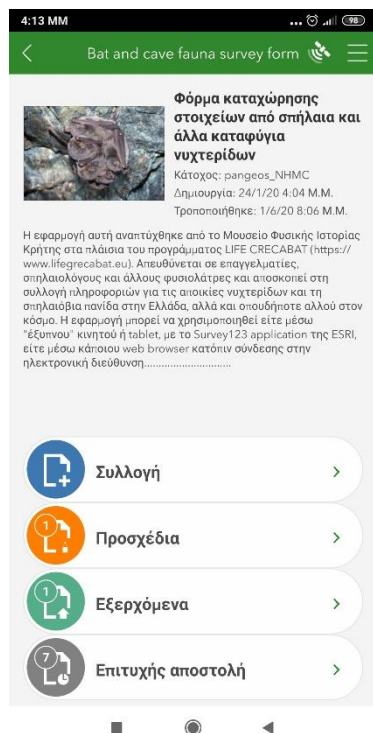 4:13 MM
... 98
Bat and cave fauna survey form
Φόρμα καταχώρησης
στοιχείων από σπήλαια και
άλλα καταφύγια
νυχτερίδων
Κάτοχος: pangeos_NHMC
Δημιουργία: 24/1/20 4:04 Μ.Μ.
Τροποποιήθηκε: 1/6/20 8:06 Μ.Μ.
Η εφαρμογή αυτή αναπτύχθηκε από το Μουσείο Φυσικής Ιστορίας
Κρήτης στα πλάισια του προγράμματος LIFE CRECABAT (https://
www.lifegrecabat.eu). Απευθύνεται σε επαγγελματίες,
σπηλαιολόγους και άλλους φυσιολάτρες και αποσκοπεί στη
συλλογή πληροφοριών για τις αποικίες νυχτερίδων και τη
σπηλαιόβια πανίδα στην Ελλάδα, αλλά και οπουδήποτε αλλού στον
κόσμο. Η εφαρμογή μπορεί να χρησιμοποιηθεί είτε μέσω
"έξυπνου" κινητού ή tablet, με το Survey123 application της ESRI,
είτε μέσω κάποιου web browser κατόπιν σύνδεσης στην
ηλεκτρονική διεύθυνση..............................
Συλλογή
1 Προσχέδια
1 Εξερχόμενα
7 Επιτυχής αποστολή